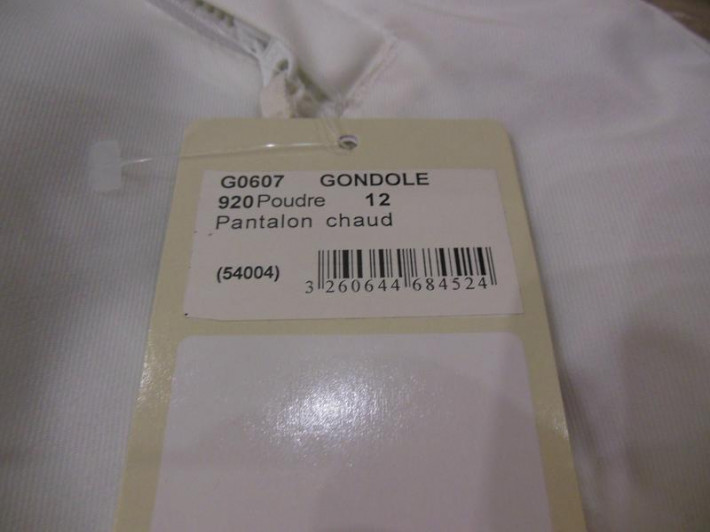 G0607 GONDOLE
920 Poudre 12
Pantalon chaud
(54004)
3 260644 684524